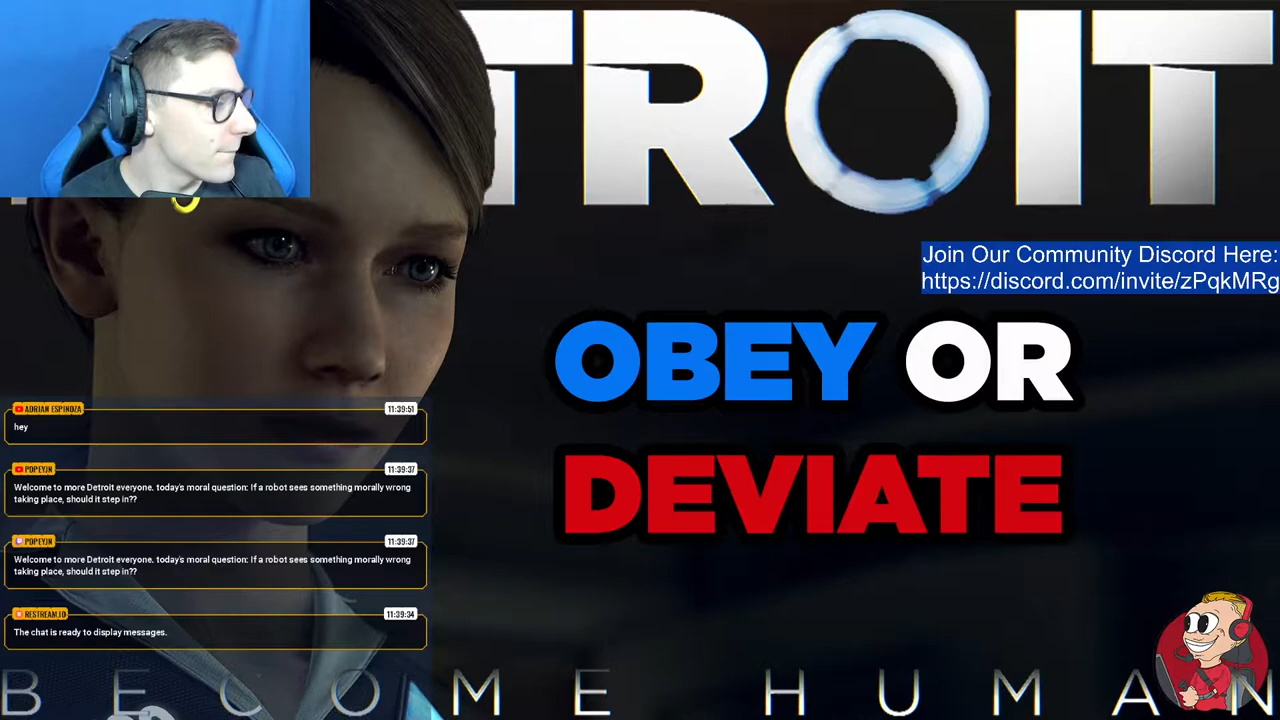 TROIT
Join Our Community Discord Here:
https://discord.com/invite/zPqkMRg
OBEY OR
DEVIATE
ADRIAN ESPINOZA
11:39:51
hey
POPEYJN
11:39:37
Welcome to more Detroit everyone. today's moral question: If a robot sees something morally wrong
taking place, should it step in??
POPEYJN
11:39:37
Welcome to more Detroit everyone. today's moral question: If a robot sees something morally wrong
taking place, should it step in??
RESTREAM.IO
11:39:34
The chat is ready to display messages.
BECOME HUMAN